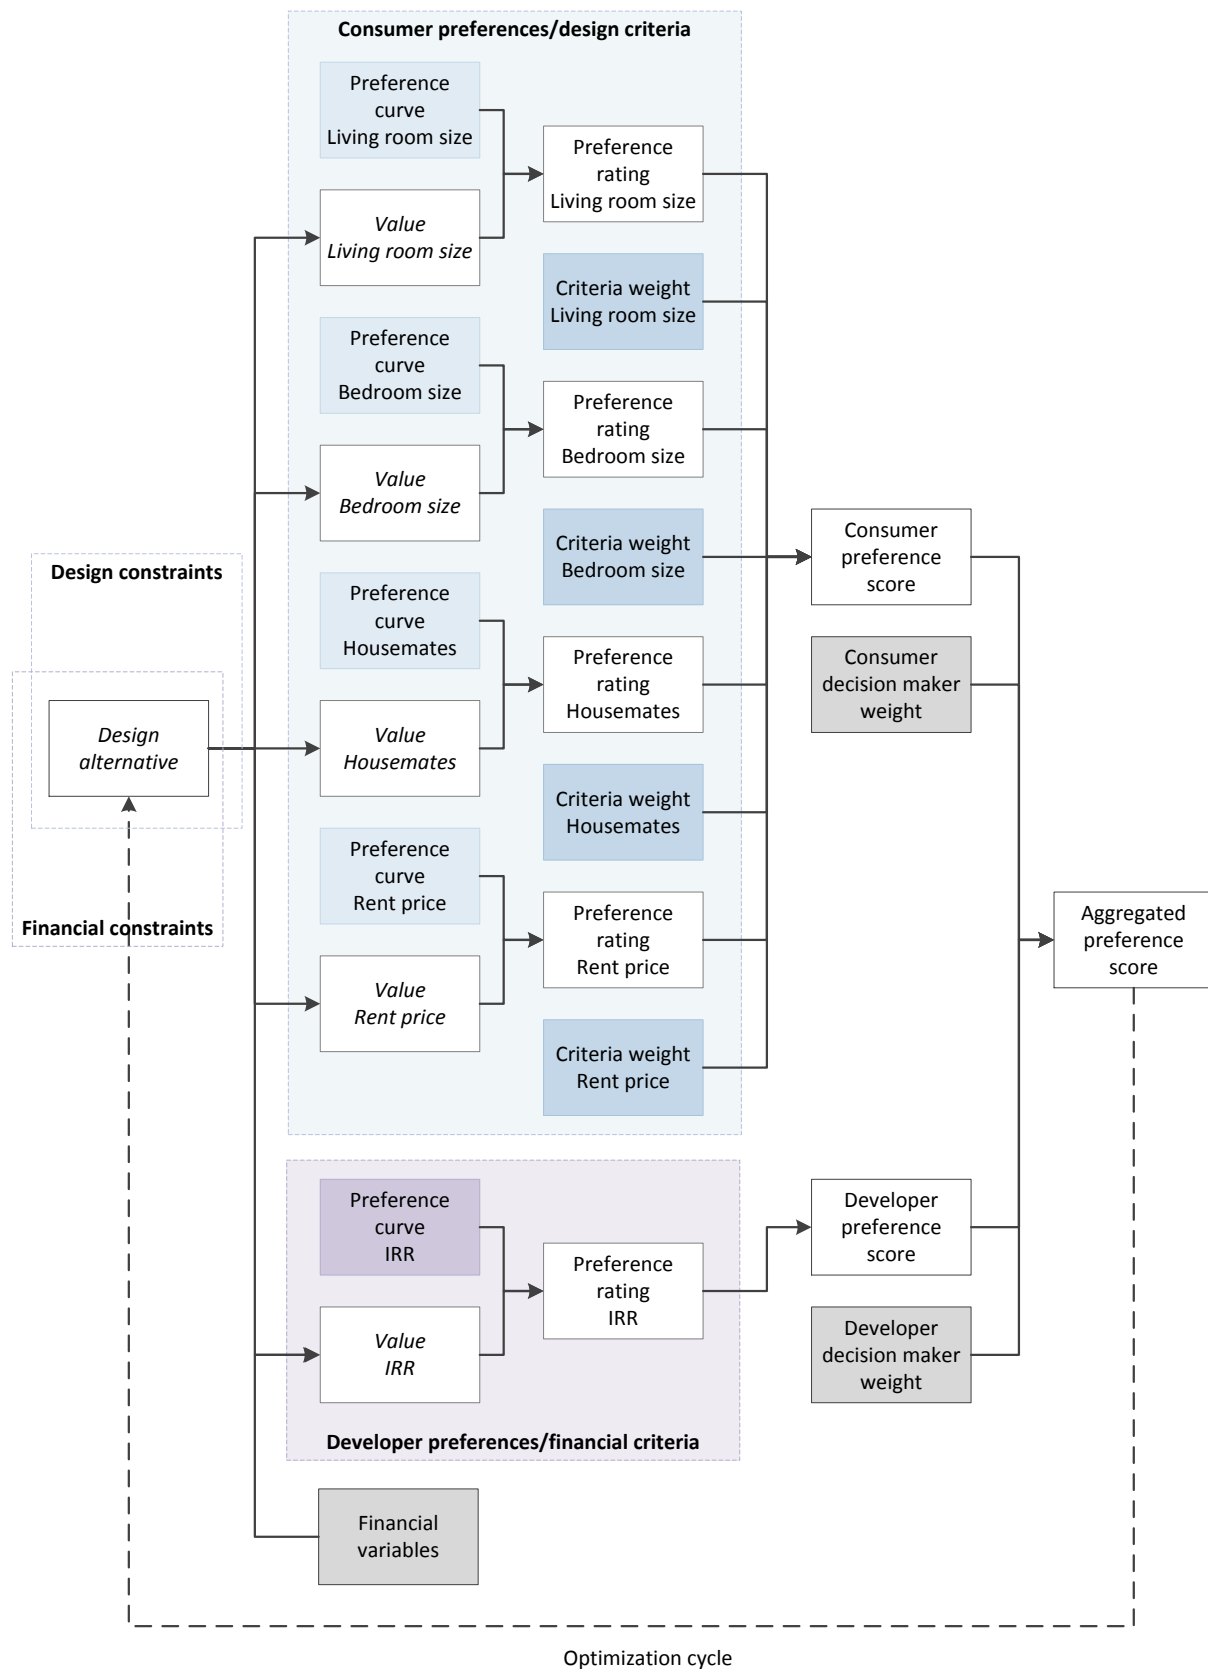 Consumer preferences/design criteria
Preference
curve
Living room size
Preference
rating
Living room size
Value
Living room size
Criteria weight
Living room size
Preference
curve
Bedroom size
Preference
rating
Bedroom size
Value
Bedroom size
Criteria weight
Bedroom size
Consumer
preference
score
Design constraints
Preference
curve
Housemates
Preference
rating
Housemates
Consumer
decision maker
weight
Design
alternative
Value
Housemates
Criteria weight
Housemates
Preference
curve
Rent price
Financial constraints
Preference
rating
Rent price
Aggregated
preference
score
Value
Rent price
Criteria weight
Rent price
Preference
curve
IRR
Developer
preference
score
Preference
rating
IRR
Value
IRR
Developer
decision maker
weight
Developer preferences/financial criteria
Financial
variables
Optimization cycle